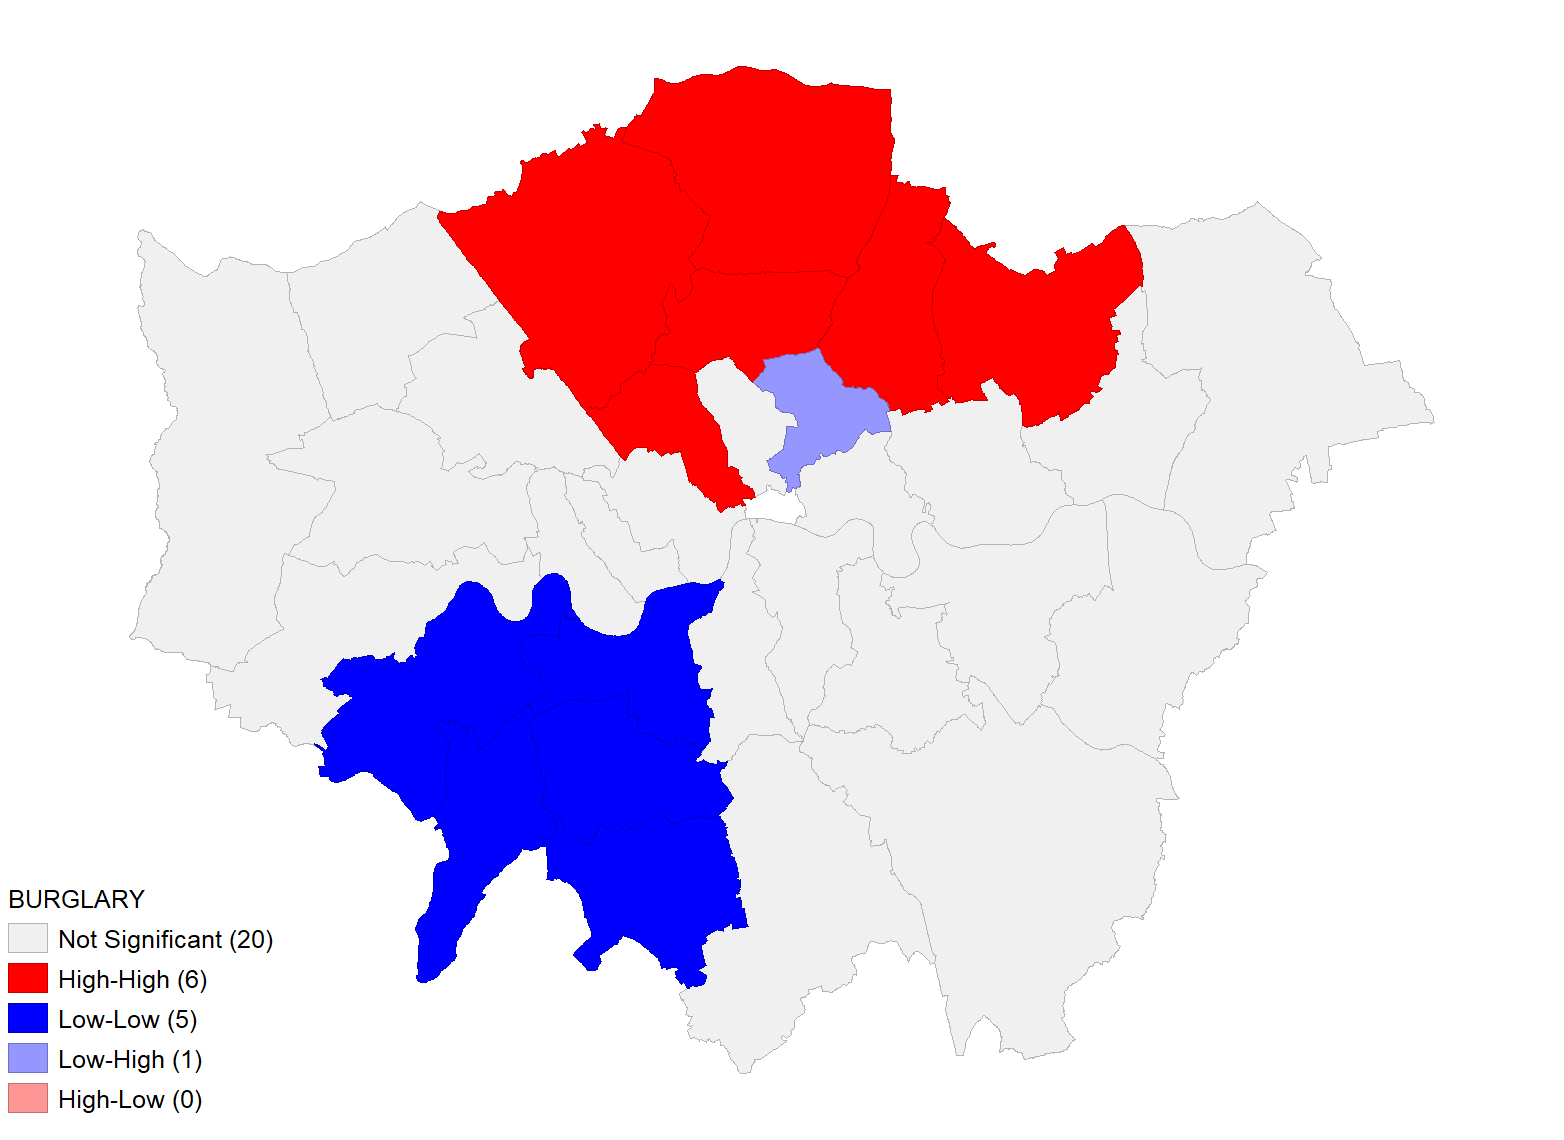 BURGLARY
Not Significant (20)
High-High (6)
Low-Low (5)
Low-High (1)
High-Low (0)